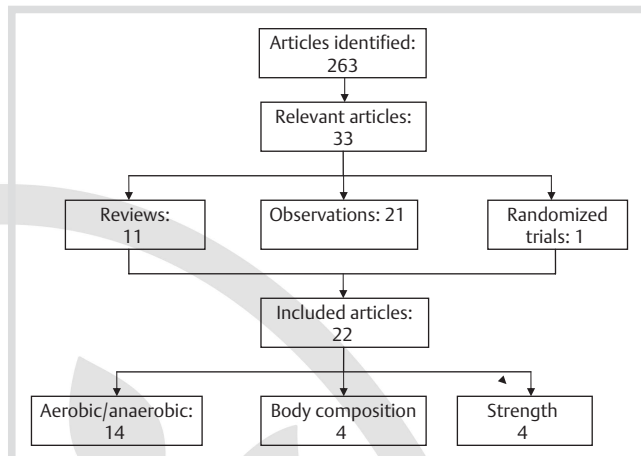 Articles identified:
263
Relevant articles:
33
Reviews:
11
Observations: 21
Randomized
trials: 1
Included articles:
22
Aerobic/anaerobic:
14
Body composition
4
Strength
4